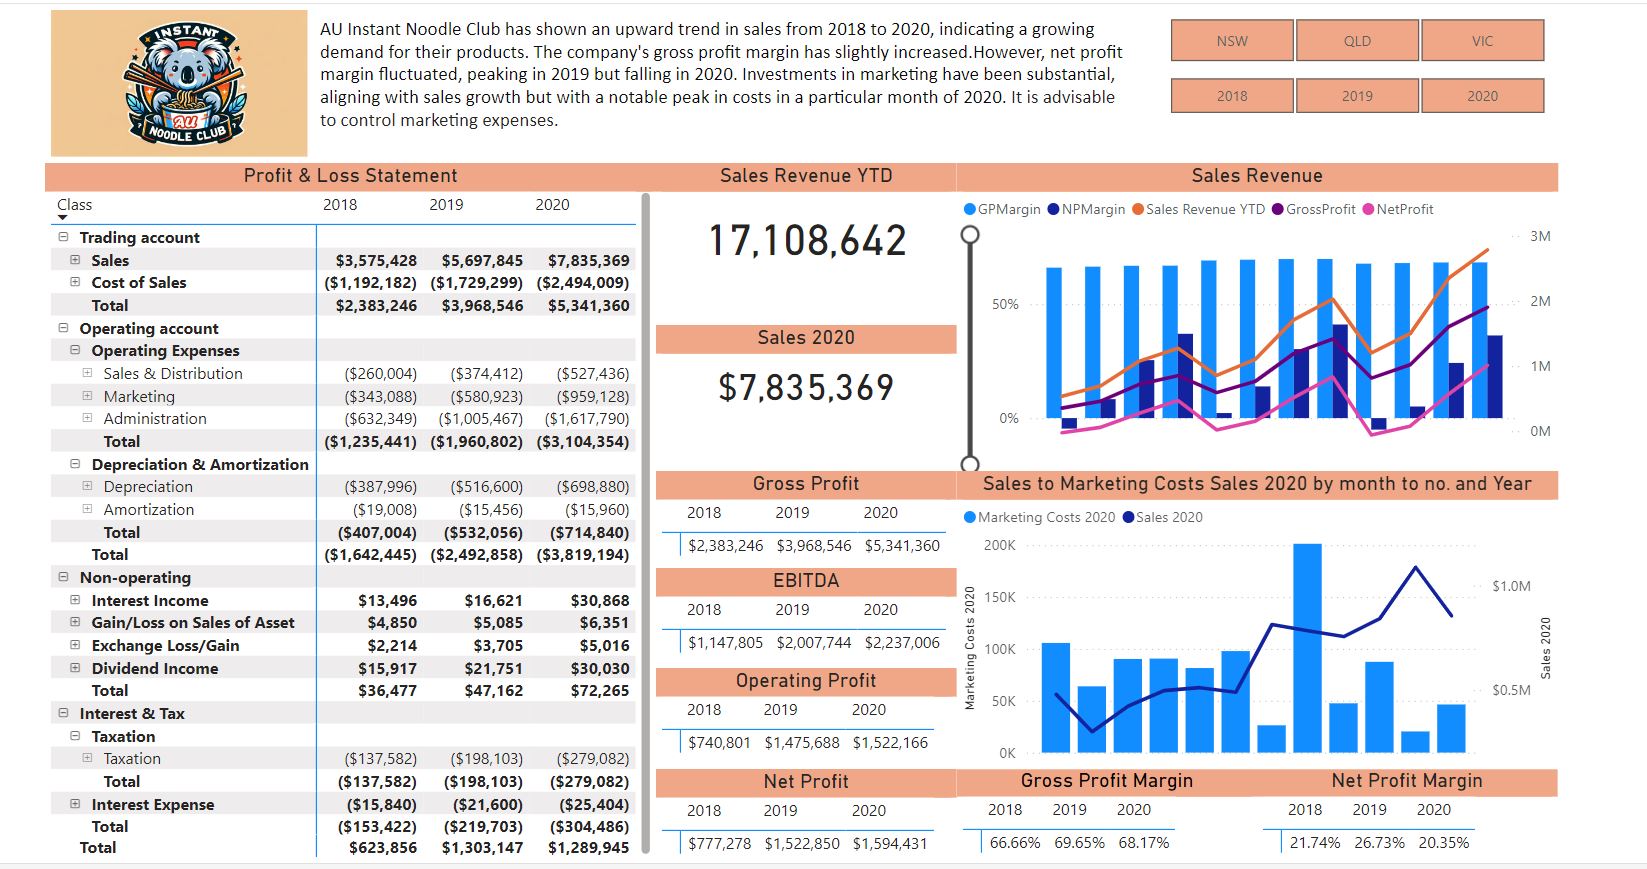 INSTANT
AU
NOODLE CLUB
AU Instant Noodle Club has shown an upward trend in sales from 2018 to 2020, indicating a growing
demand for their products. The company's gross profit margin has slightly increased.However, net profit
margin fluctuated, peaking in 2019 but falling in 2020. Investments in marketing have been substantial,
aligning with sales growth but with a notable peak in costs in a particular month of 2020. It is advisable
to control marketing expenses.
NSW QLD VIC
2018 2019 2020
Profit & Loss Statement
Class 2018 2019 2020
Trading account
Sales $3,575,428 $5,697,845 $7,835,369
Cost of Sales ($1,192,182) ($1,729,299) ($2,494,009)
Total $2,383,246 $3,968,546 $5,341,360
Operating account
Operating Expenses
Sales & Distribution ($260,004) ($374,412) ($527,436)
Marketing ($343,088) ($580,923) ($959,128)
Administration ($632,349) ($1,005,467) ($1,617,790)
Total ($1,235,441) ($1,960,802) ($3,104,354)
Depreciation & Amortization
Depreciation ($387,996) ($516,600) ($698,880)
Amortization ($19,008) ($15,456) ($15,960)
Total ($407,004) ($532,056) ($714,840)
Total ($1,642,445) ($2,492,858) ($3,819,194)
Non-operating
Interest Income $13,496 $16,621 $30,868
Gain/Loss on Sales of Asset $4,850 $5,085 $6,351
Exchange Loss/Gain $2,214 $3,705 $5,016
Dividend Income $15,917 $21,751 $30,030
Total $36,477 $47,162 $72,265
Interest & Tax
Taxation
Taxation ($137,582) ($198,103) ($279,082)
Total ($137,582) ($198,103) ($279,082)
Interest Expense ($15,840) ($21,600) ($25,404)
Total ($153,422) ($219,703) ($304,486)
Total $623,856 $1,303,147 $1,289,945
Sales Revenue YTD
17,108,642
Sales 2020
$7,835,369
Gross Profit
2018 2019 2020
$2,383,246 $3,968,546 $5,341,360
EBITDA
2018 2019 2020
$1,147,805 $2,007,744 $2,237,006
Operating Profit
2018 2019 2020
$740,801 $1,475,688 $1,522,166
Net Profit
2018 2019 2020
$777,278 $1,522,850 $1,594,431
Sales Revenue
GPMargin NPMargin Sales Revenue YTD GrossProfit NetProfit
3M
50% 2M
1M
0% 0M
Sales to Marketing Costs Sales 2020 by month to no. and Year
Marketing Costs 2020 Sales 2020
200K
$1.0M
150K
100K
$0.5M
50K
0K
Marketing Costs 2020
Sales 2020
Gross Profit Margin
2018 2019 2020
66.66% 69.65% 68.17%
Net Profit Margin
2018 2019 2020
21.74% 26.73% 20.35%